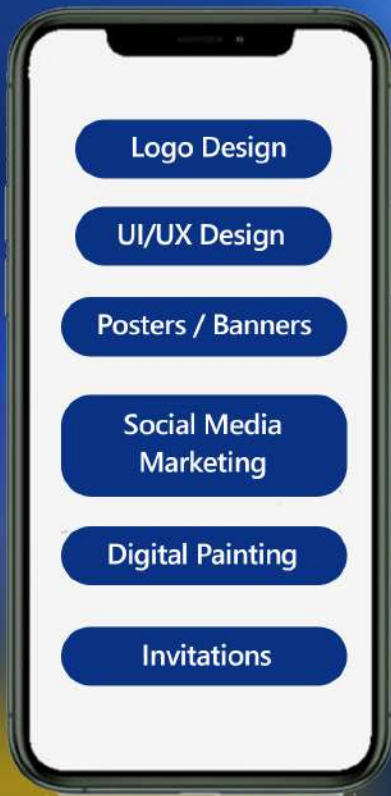 Logo Design
UI/UX Design
Posters / Banners
Social Media
Marketing
Digital Painting
Invitations